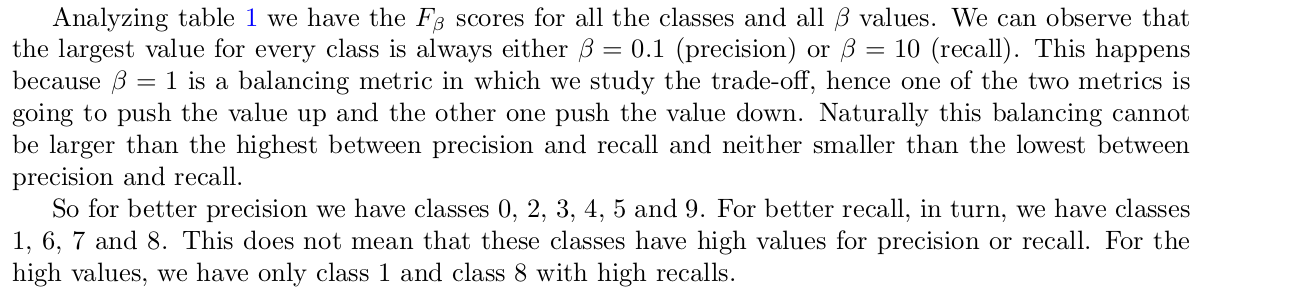 Analyzing table 1 we have the Fβ scores for all the classes and all β values. We can observe that
the largest value for every class is always either β = 0.1 (precision) or β = 10 (recall). This happens
because β = 1 is a balancing metric in which we study the trade-off, hence one of the two metrics is
going to push the value up and the other one push the value down. Naturally this balancing cannot
be larger than the highest between precision and recall and neither smaller than the lowest between
precision and recall.
So for better precision we have classes 0, 2, 3, 4, 5 and 9. For better recall, in turn, we have classes
1, 6, 7 and 8. This does not mean that these classes have high values for precision or recall. For the
high values, we have only class 1 and class 8 with high recalls.